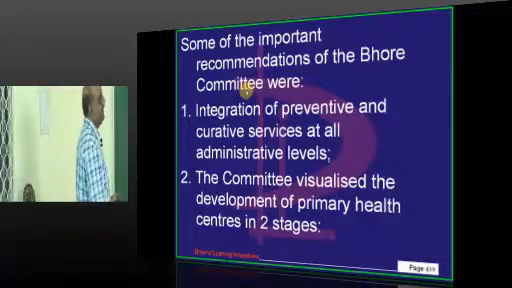 Some of the important
recommendations of the Bhore
Committee were:
1. Integration of preventive and
curative services at all
administrative levels;
2. The Committee visualised the
development of primary health
centres in 2 stages;
Page 419